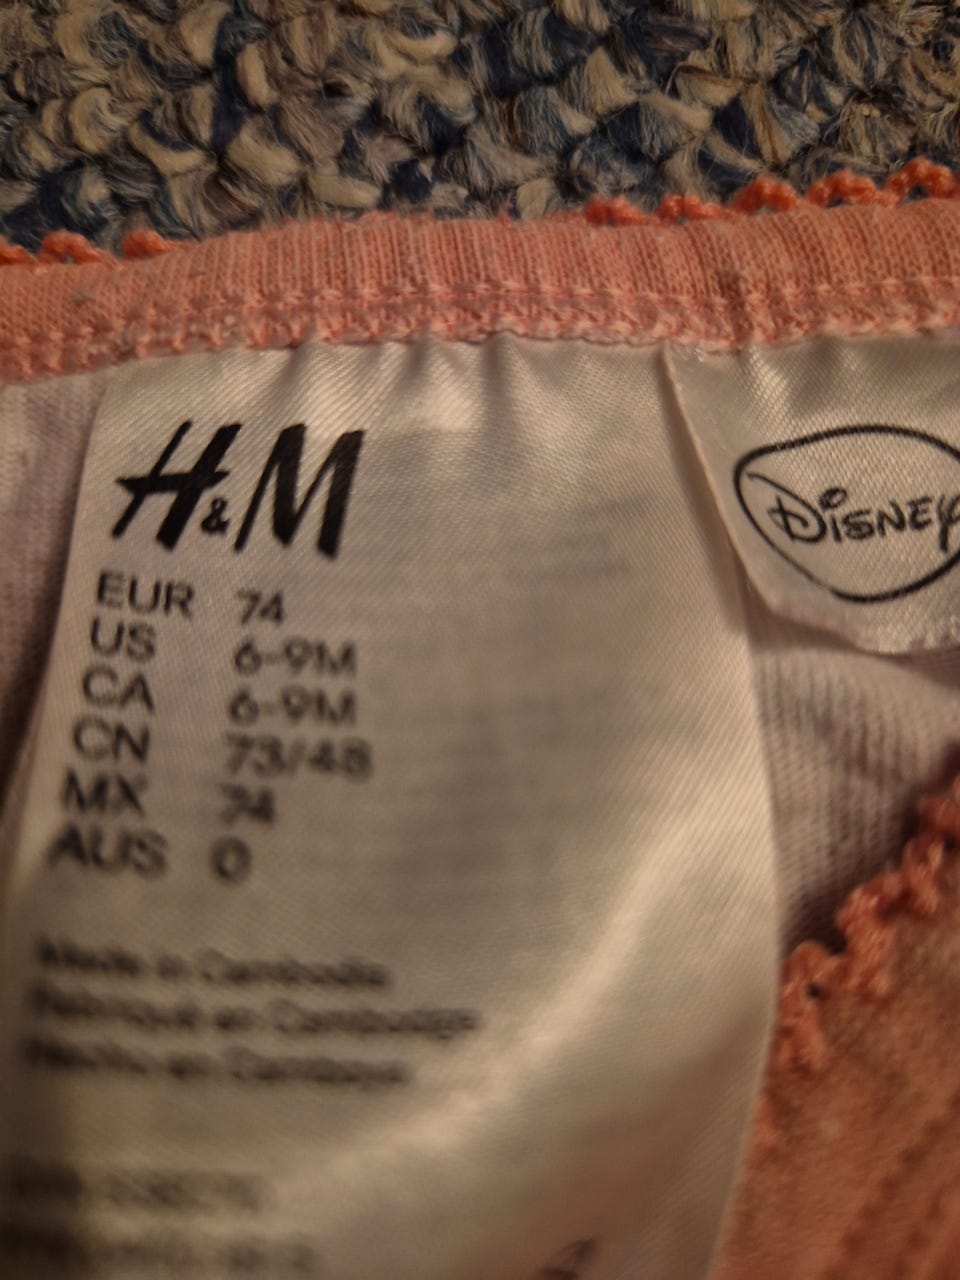 H&M
DISNEY
EUR 74
US 6-9M
CA 6-9M
CN 73/48
MX 74
AUS 0
Made in Cambodia
Fabriqué en Cambodge
Hecho en Camboya